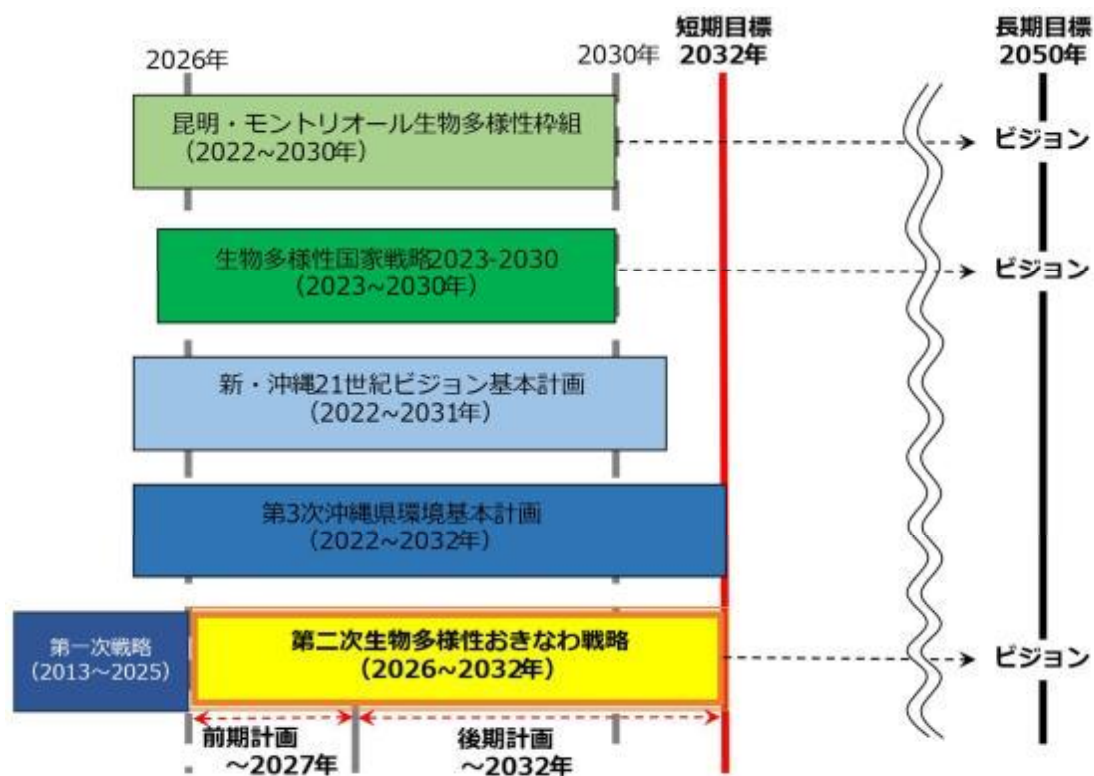 2026年
2030年
短期目標
2032年
長期目標
2050年
昆明・モントリオール生物多様性枠組
（2022~2030年）
ビジョン
生物多様性国家戦略2023-2030
（2023~2030年）
ビジョン
新・沖縄21世紀ビジョン基本計画
（2022~2031年）
第3次沖縄県環境基本計画
（2022~2032年）
第一次戦略
（2013～2025）
第二次生物多様性おきなわ戦略
（2026~2032年）
ビジョン
前期計画
～2027年
後期計画
～2032年